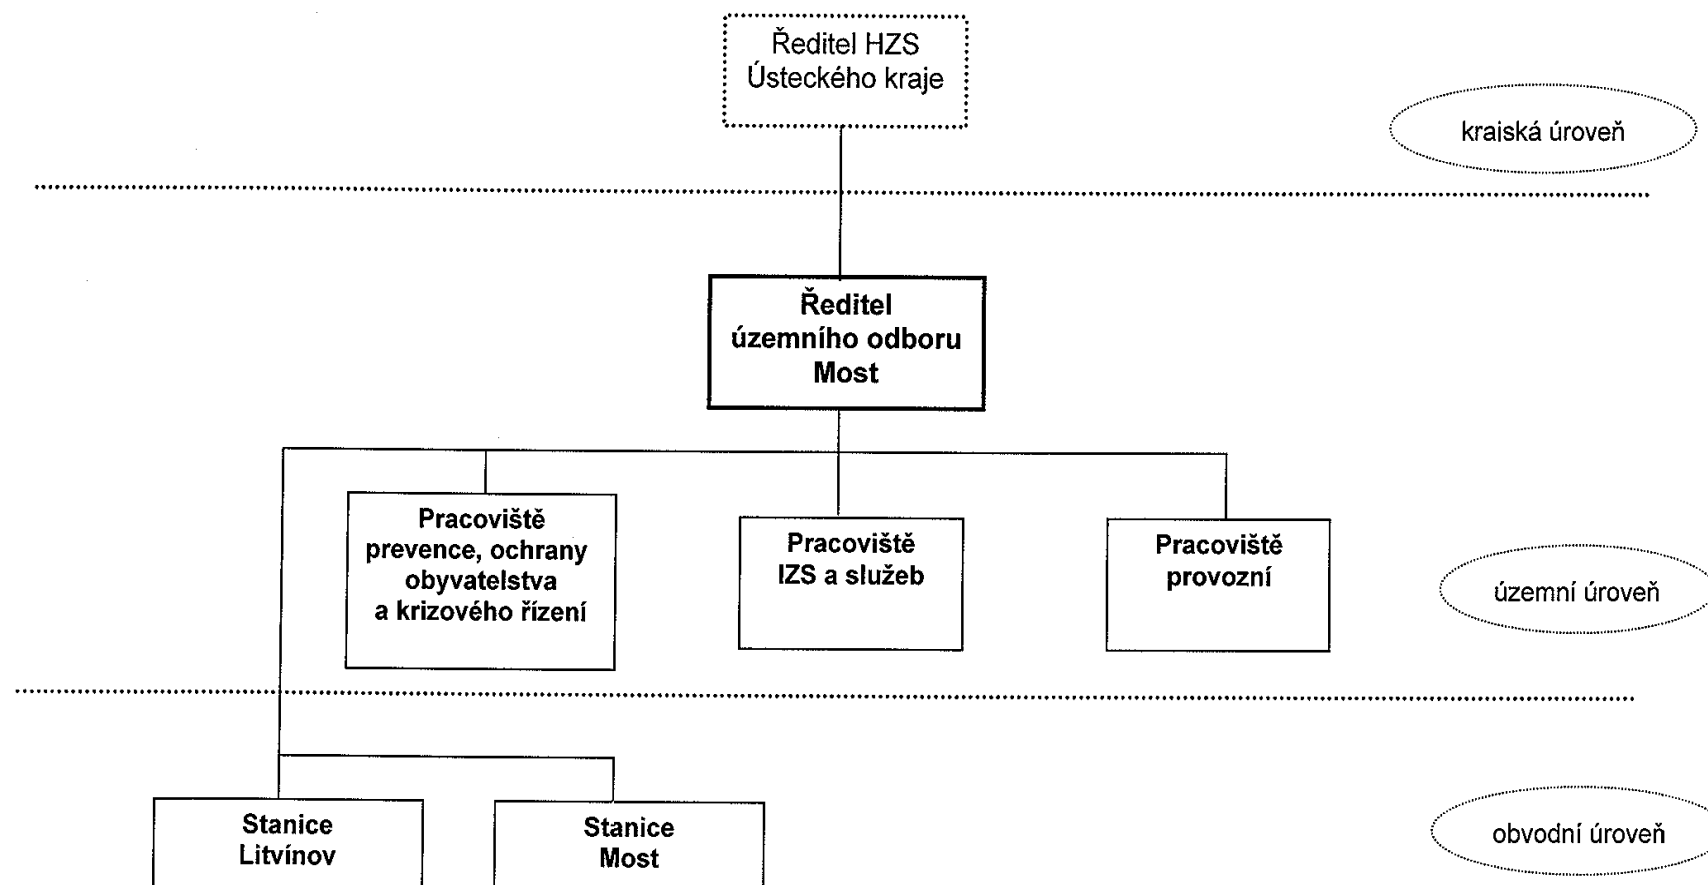 Ředitel HZS
Ústeckého kraje
krajská úroveň
Ředitel
územního odboru
Most
Pracoviště
prevence, ochrany
obyvatelstva
a krizového řízení
Pracoviště
IZS a služeb
Pracoviště
provozní
územní úroveň
Stanice
Litvínov
Stanice
Most
obvodní úroveň